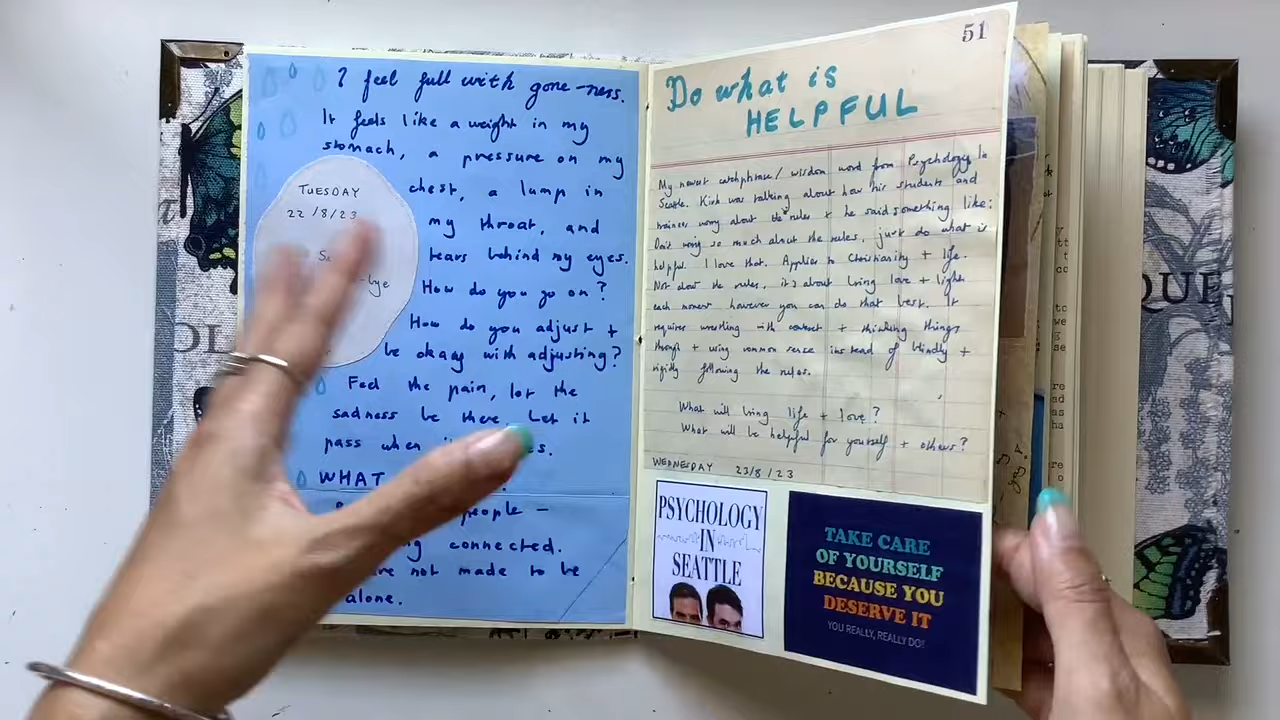 I feel full with gone-ness.
It feels like a weight in my
stomach, a pressure on my
chest, a lump in
my throat, and
tears behind my eyes.
How do you go on?
How do you adjust +
be okay with adjusting?
Feel the pain, let the
sadness be there. Let it
pass when
WHAT
people –
connected.
are not made to be
alone.
TUESDAY
22/8/23
51
Do what is
HELPFUL
My newest catchphrase/wisdom word from Psychology In
Seattle. Kirk was talking about how his students and
trainees worry about the rules + he said something like:
Don't worry so much about the rules, just do what is
helpful. I love that. Applies to Christianity + life.
Not about the rules, it's about bring love + light
each moment however you can do that best. It
requires wrestling with context + thinking things
through + using common sense instead of blindly +
rigidly following the rules.
What will bring life + love?
What will be helpful for yourself + others?
WEDNESDAY 23/8/23
PSYCHOLOGY
IN
SEATTLE
TAKE CARE
OF YOURSELF
BECAUSE YOU
DESERVE IT
YOU REALLY, REALLY DO!
QUE
OL